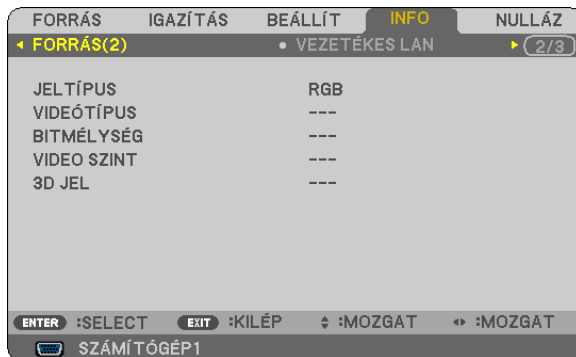 FORRÁS IGAZÍTÁS BEÁLLÍT INFO NULLÁZ
FORRÁS(2) • VEZETÉKES LAN 2/3
JELTÍPUS RGB
VIDEÓTÍPUS ---
BITMÉLYSÉG ---
VIDEO SZINT ---
3D JEL ---
ENTER :SELECT EXIT :KILÉP :MOZGAT :MOZGAT
SZÁMÍTÓGÉP1